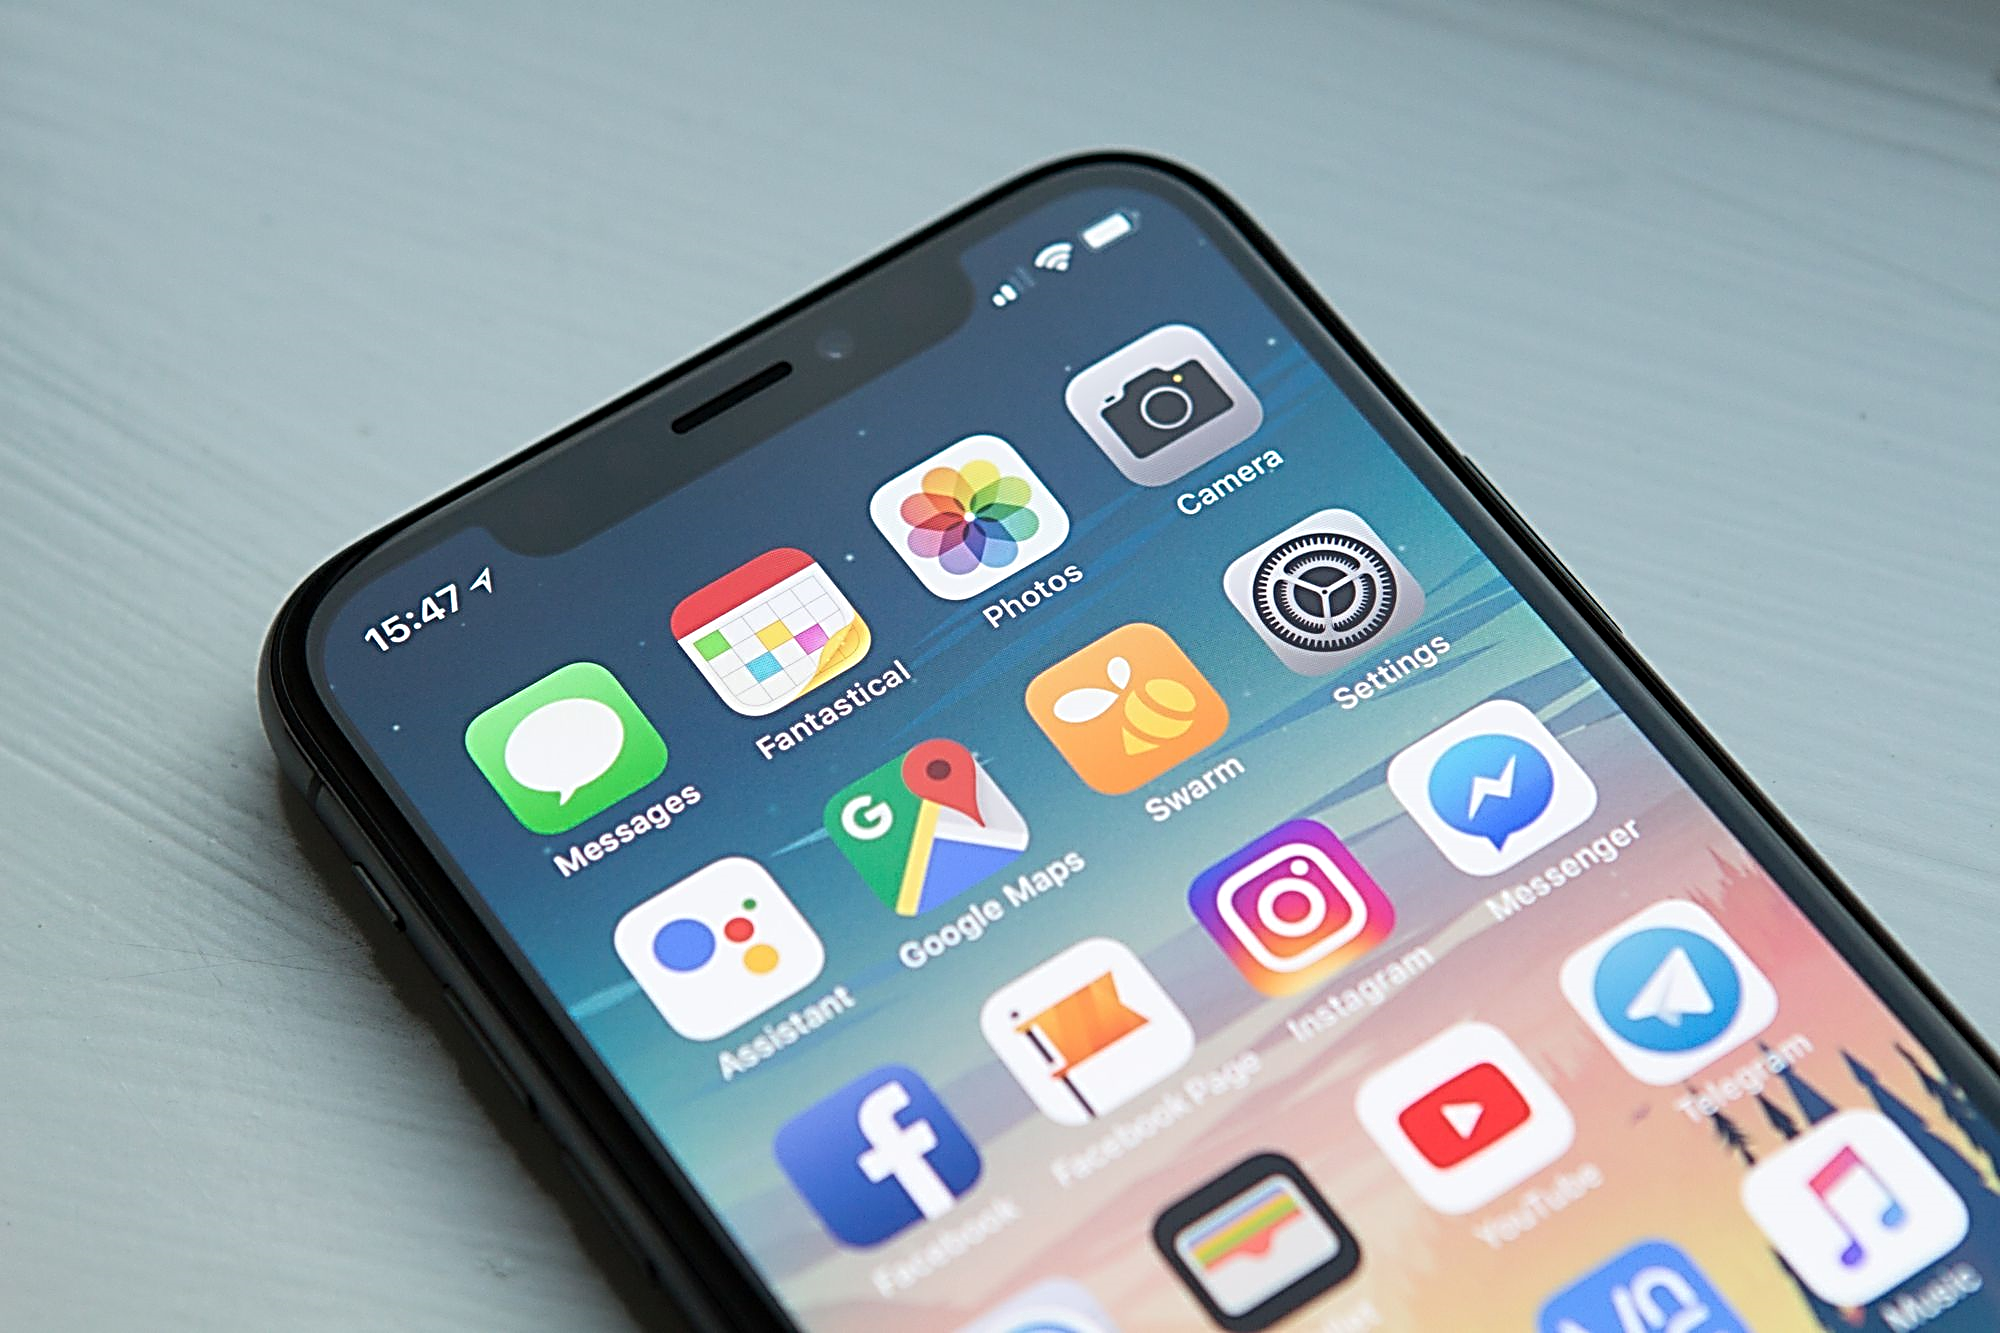 15:47
Messages
Fantastical
Photos
Camera
Assistant
G
Google Maps
Swarm
Settings
Facebook
Facebook Page
Instagram
Messenger
YouTube
Telegram
Music